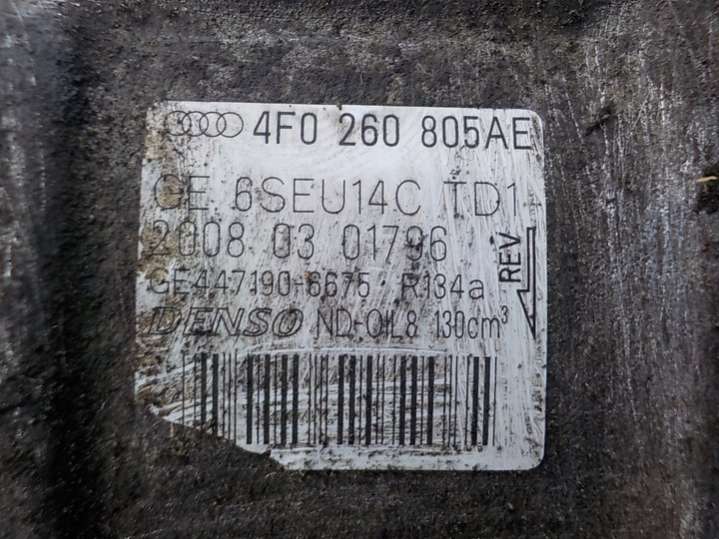 4F0 260 805AE
GE 6SEU14C TD1
2008 03 01796
GE447190-6675 R134a
DENSO ND-OIL8 130cm³
REV